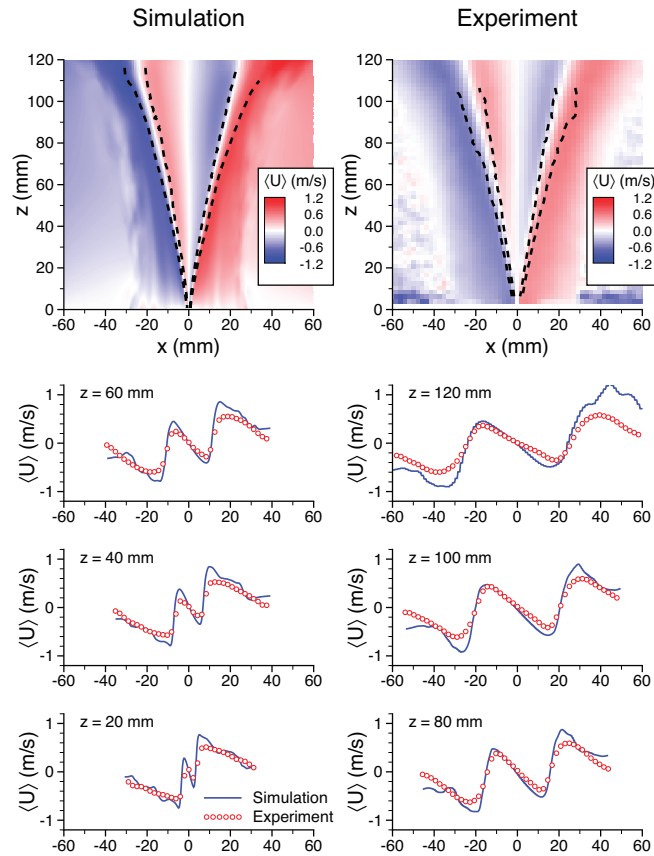 Simulation
Experiment
120
100
80
60
40
20
0
z (mm)
-60 -40 -20 0 20 40 60
x (mm)
⟨U⟩ (m/s)
1.2
0.6
0.0
-0.6
-1.2
120
100
80
60
40
20
0
z (mm)
-60 -40 -20 0 20 40 60
x (mm)
⟨U⟩ (m/s)
1.2
0.6
0.0
-0.6
-1.2
z = 60 mm
⟨U⟩ (m/s)
1
0
-1
-60 -40 -20 0 20 40 60
z = 120 mm
⟨U⟩ (m/s)
1
0
-1
-60 -40 -20 0 20 40 60
z = 40 mm
⟨U⟩ (m/s)
1
0
-1
-60 -40 -20 0 20 40 60
z = 100 mm
⟨U⟩ (m/s)
1
0
-1
-60 -40 -20 0 20 40 60
z = 20 mm
⟨U⟩ (m/s)
1
0
-1
Simulation
Experiment
-60 -40 -20 0 20 40 60
z = 80 mm
⟨U⟩ (m/s)
1
0
-1
-60 -40 -20 0 20 40 60